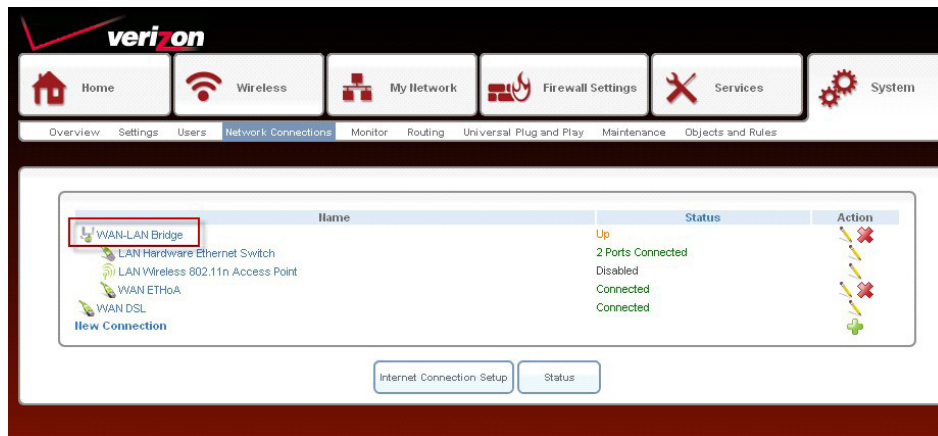 verizon
Home Wireless My Network Firewall Settings Services System
Overview Settings Users Network Connections Monitor Routing Universal Plug and Play Maintenance Objects and Rules
Name Status Action
WAN-LAN Bridge Up
LAN Hardware Ethernet Switch 2 Ports Connected
LAN Wireless 802.11n Access Point Disabled
WAN ETHoA Connected
WAN DSL Connected
New Connection
Internet Connection Setup Status